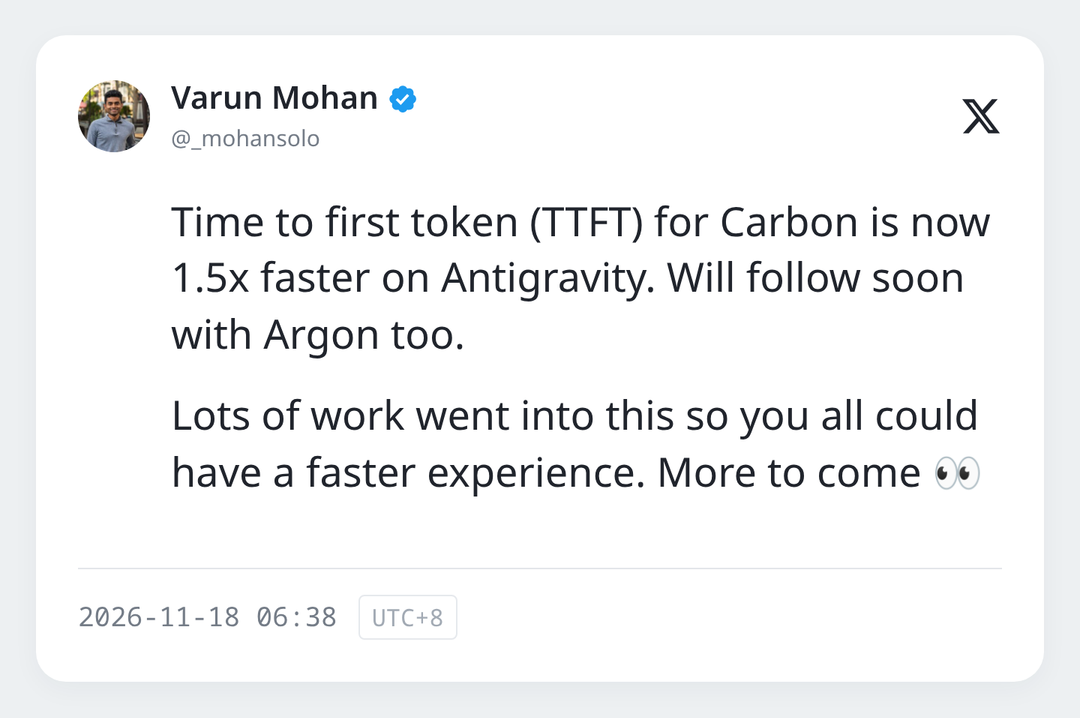 Varun Mohan
@_mohansolo
Time to first token (TTFT) for Carbon is now
1.5x faster on Antigravity. Will follow soon
with Argon too.
Lots of work went into this so you all could
have a faster experience. More to come 👀
2026-11-18 06:38 UTC+8